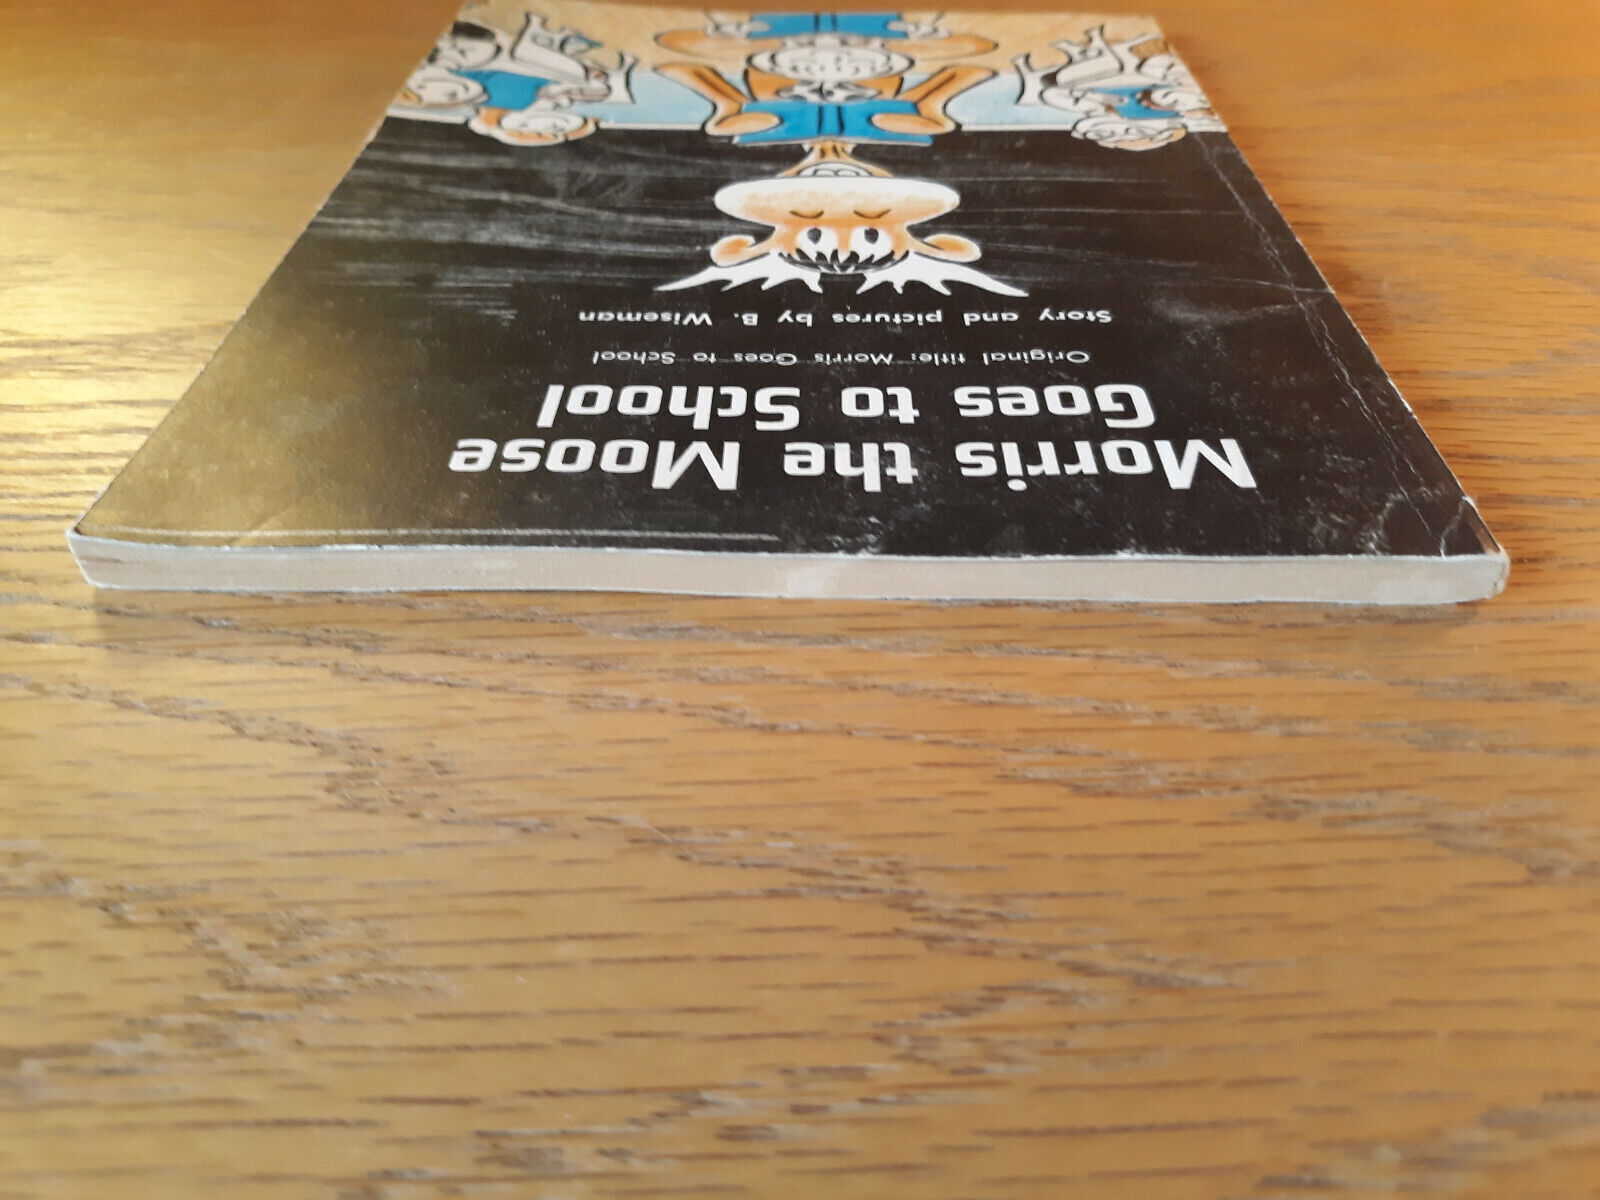 Morris the Moose
Goes to School
Original title: Morris Goes to School
Story and pictures by B. Wiseman